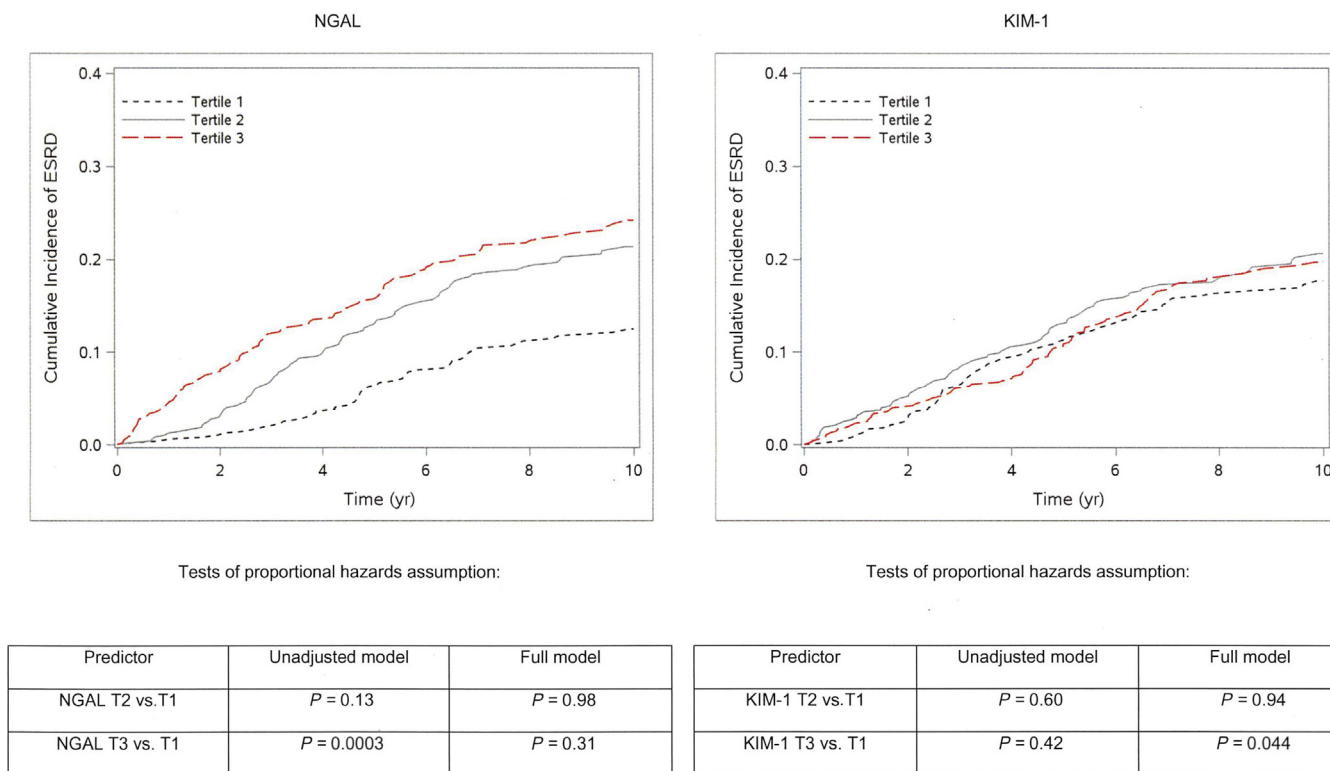 NGAL
0.4
0.3
0.2
0.1
0.0
Cumulative Incidence of ESRD
Tertile 1
Tertile 2
Tertile 3
0 2 4 6 8 10
Time (yr)
Tests of proportional hazards assumption:
Predictor Unadjusted model Full model
NGAL T2 vs.T1 P = 0.13 P = 0.98
NGAL T3 vs. T1 P = 0.0003 P = 0.31
KIM-1
0.4
0.3
0.2
0.1
0.0
Cumulative Incidence of ESRD
Tertile 1
Tertile 2
Tertile 3
0 2 4 6 8 10
Time (yr)
Tests of proportional hazards assumption:
Predictor Unadjusted model Full model
KIM-1 T2 vs.T1 P = 0.60 P = 0.94
KIM-1 T3 vs. T1 P = 0.42 P = 0.044